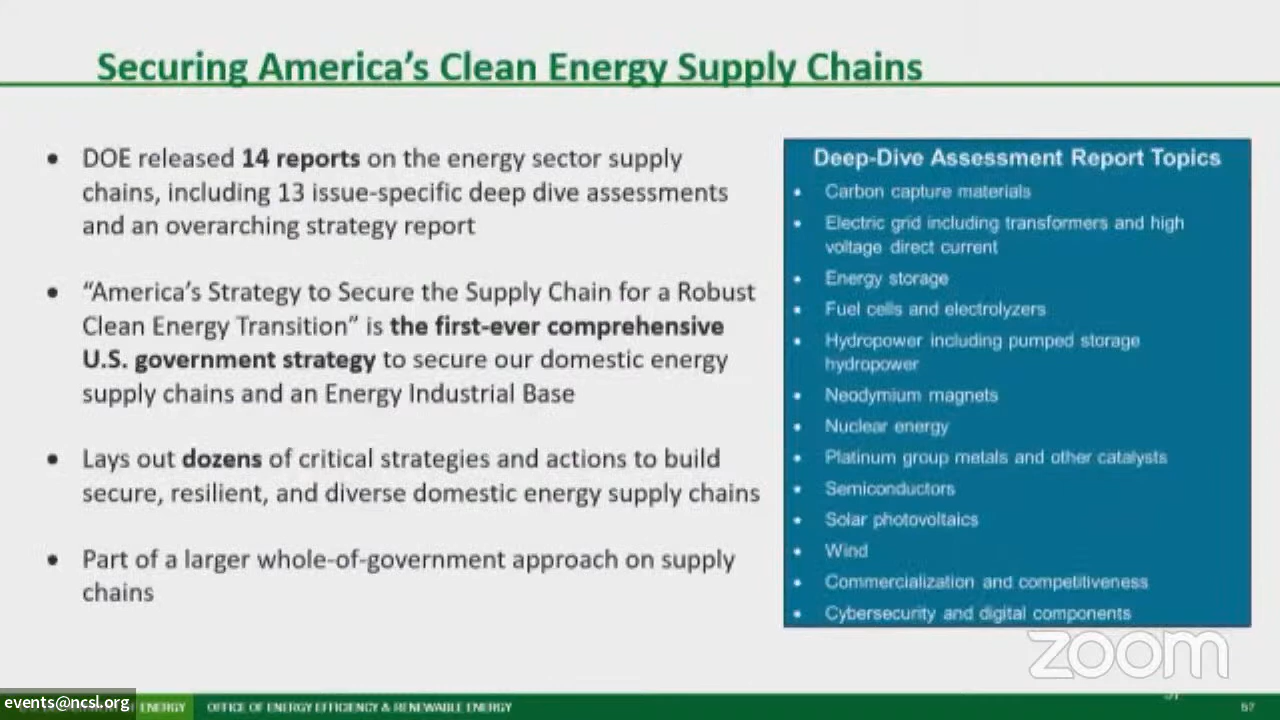 Securing America's Clean Energy Supply Chains
• DOE released 14 reports on the energy sector supply
chains, including 13 issue-specific deep dive assessments
and an overarching strategy report
• “America's Strategy to Secure the Supply Chain for a Robust
Clean Energy Transition” is the first-ever comprehensive
U.S. government strategy to secure our domestic energy
supply chains and an Energy Industrial Base
• Lays out dozens of critical strategies and actions to build
secure, resilient, and diverse domestic energy supply chains
• Part of a larger whole-of-government approach on supply
chains
Deep-Dive Assessment Report Topics
• Carbon capture materials
• Electric grid including transformers and high
voltage direct current
• Energy storage
• Fuel cells and electrolyzers
• Hydropower including pumped storage
hydropower
• Neodymium magnets
• Nuclear energy
• Platinum group metals and other catalysts
• Semiconductors
• Solar photovoltaics
• Wind
• Commercialization and competitiveness
• Cybersecurity and digital components
zoom
events@ncsl.org
ENERGY OFFICE OF ENERGY EFFICIENCY & RENEWABLE ENERGY
57